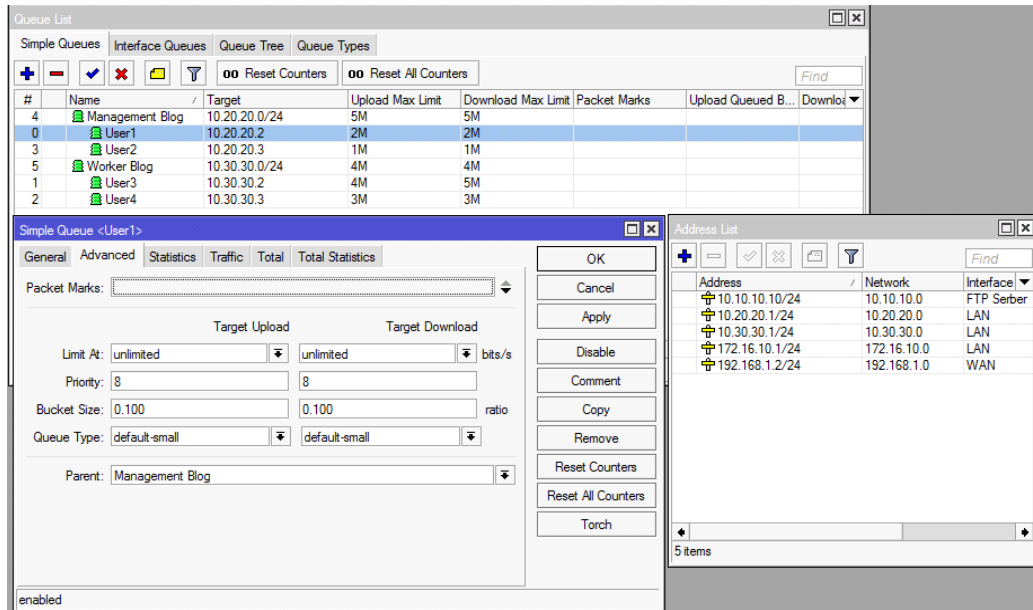 Queue List
Simple Queues Interface Queues Queue Tree Queue Types
00 Reset Counters 00 Reset All Counters Find
# Name / Target Upload Max Limit Download Max Limit Packet Marks Upload Queued B... Downloa
4 Management Blog 10.20.20.0/24 5M 5M
0 User1 10.20.20.2 2M 2M
3 User2 10.20.20.3 1M 1M
5 Worker Blog 10.30.30.0/24 4M 4M
1 User3 10.30.30.2 4M 5M
2 User4 10.30.30.3 3M 3M
Simple Queue <User1>
General Advanced Statistics Traffic Total Total Statistics
Packet Marks:
Target Upload Target Download
Limit At: unlimited unlimited bits/s
Priority: 8 8
Bucket Size: 0.100 0.100 ratio
Queue Type: default-small default-small
Parent: Management Blog
OK
Cancel
Apply
Disable
Comment
Copy
Remove
Reset Counters
Reset All Counters
Torch
enabled
Address List
Find
Address / Network Interface
10.10.10.10/24 10.10.10.0 FTP Serber
10.20.20.1/24 10.20.20.0 LAN
10.30.30.1/24 10.30.30.0 LAN
172.16.10.1/24 172.16.10.0 LAN
192.168.1.2/24 192.168.1.0 WAN
5 items